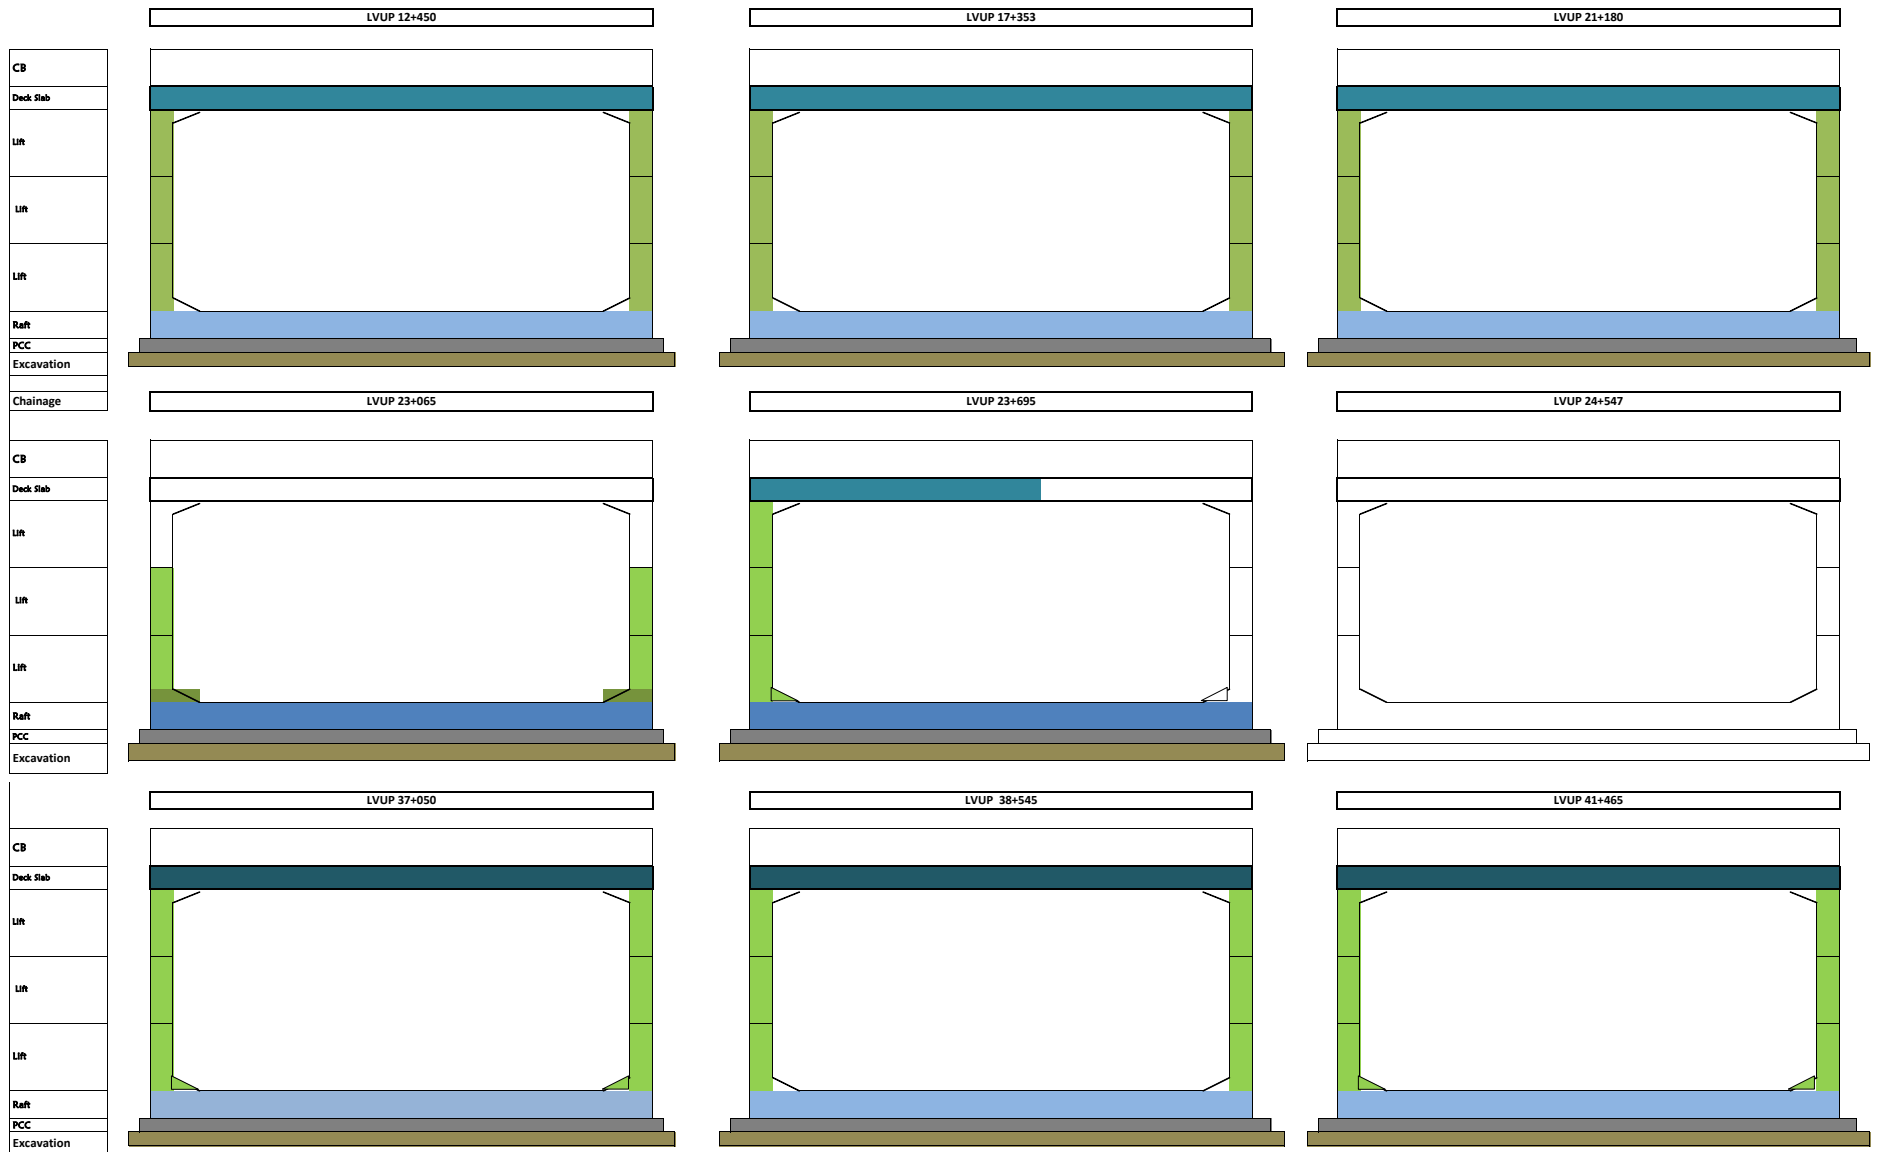 LVUP 12+450
LVUP 17+353
LVUP 21+180
CB
Deck Slab
Lift
Lift
Lift
Raft
PCC
Excavation
Chainage
LVUP 23+065
LVUP 23+695
LVUP 24+547
CB
Deck Slab
Lift
Lift
Lift
Raft
PCC
Excavation
LVUP 37+050
LVUP 38+545
LVUP 41+465
CB
Deck Slab
Lift
Lift
Lift
Raft
PCC
Excavation